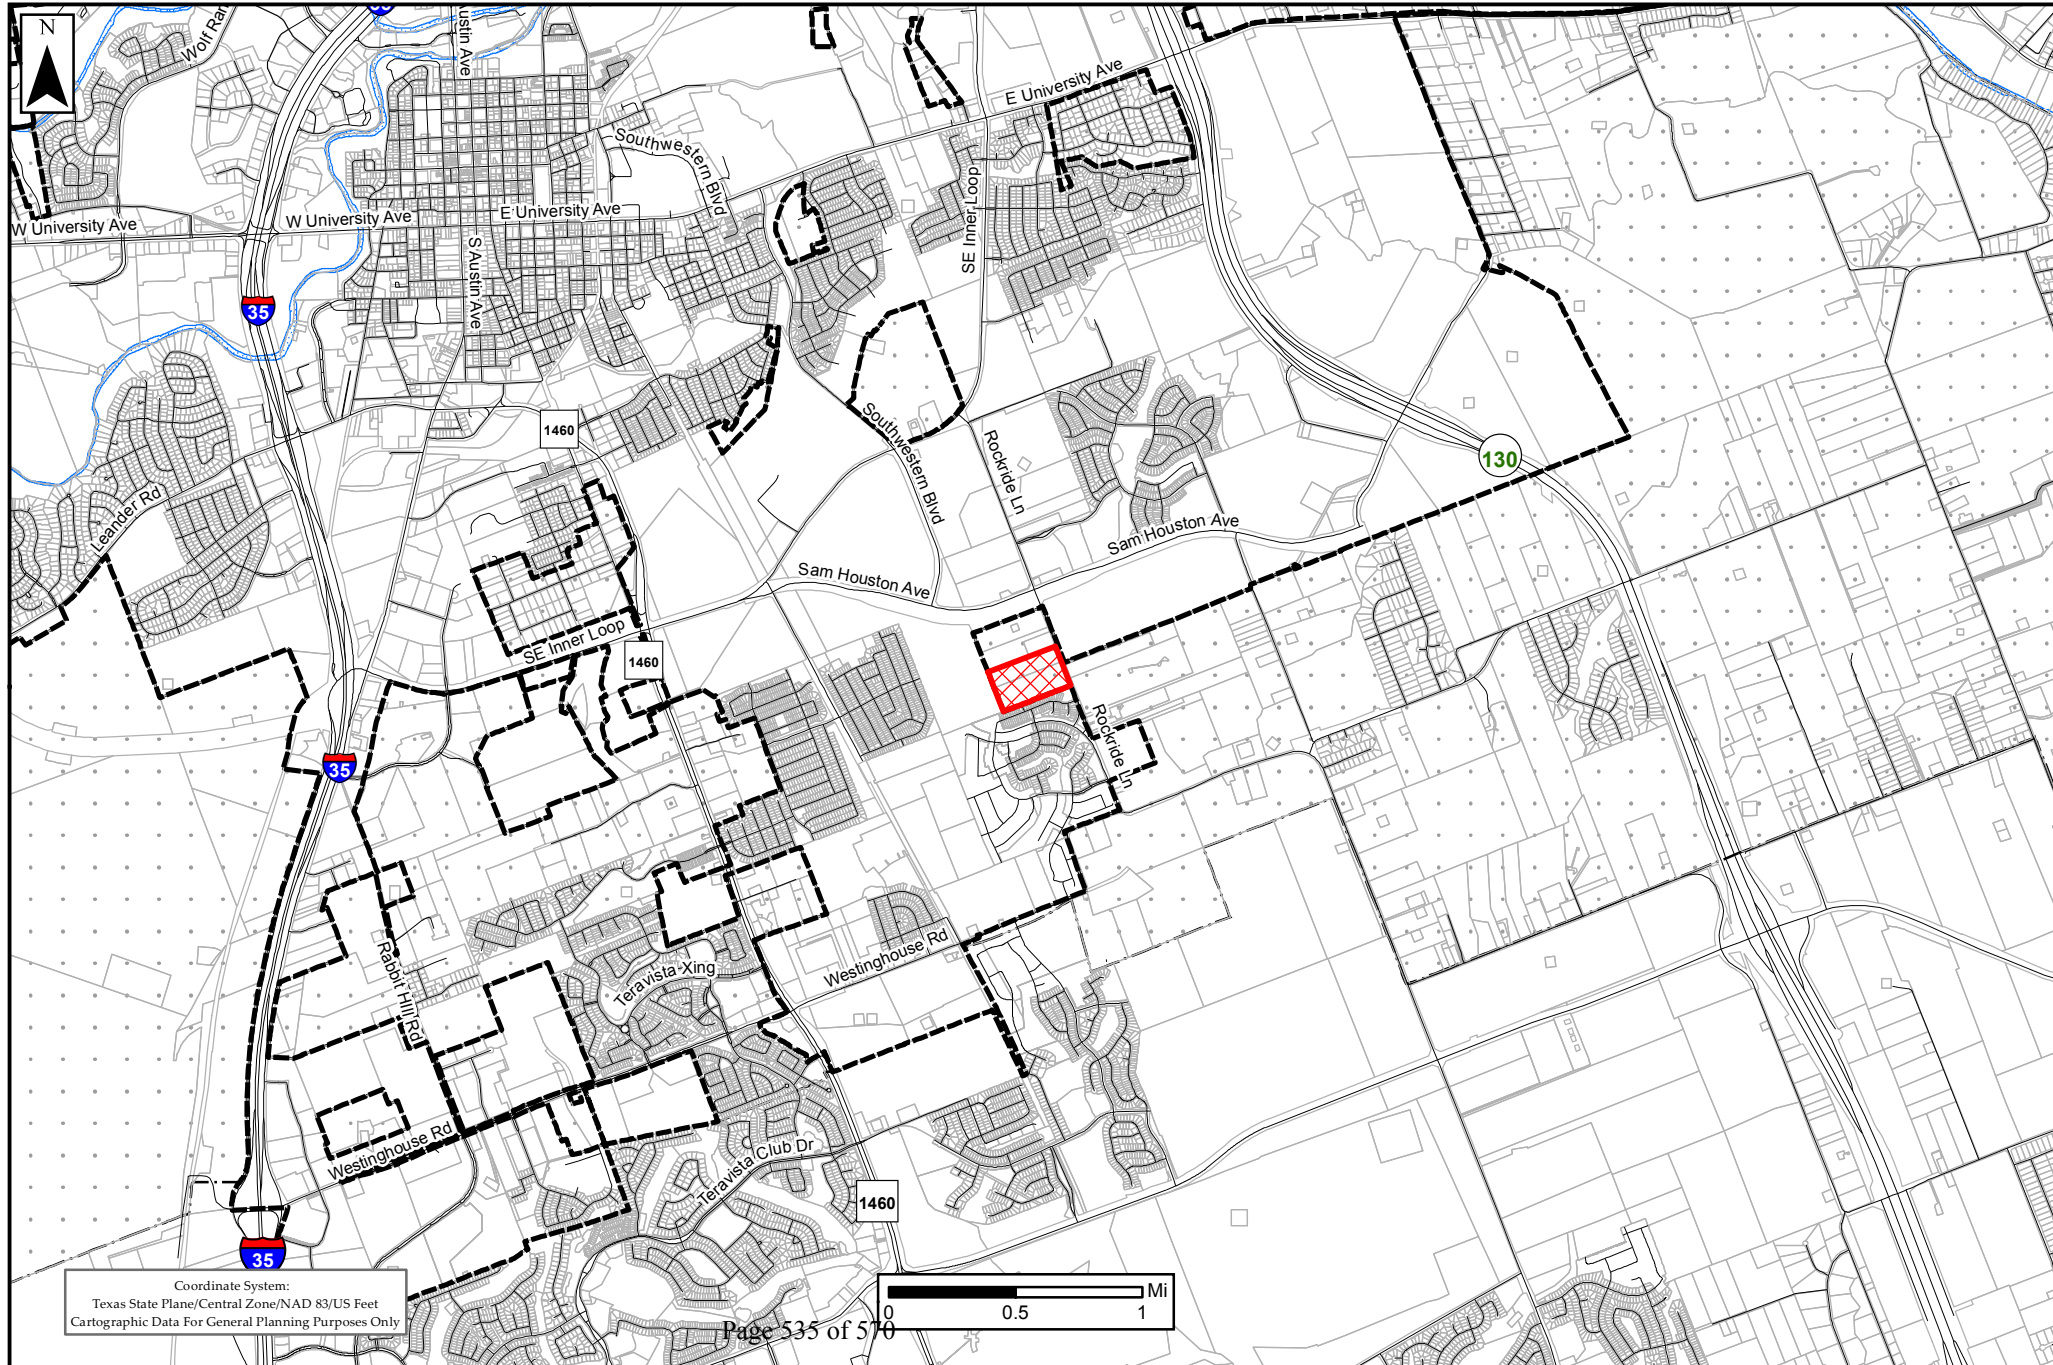 N
Wolf Ran
ustin Ave
35
E University Ave
Southwestern Blvd
W University Ave
W University Ave
E University Ave
SE Inner Loop
S Austin Ave
35
1460
Southwestern Blvd
Rockride Ln
130
Leander Rd
Sam Houston Ave
Sam Houston Ave
SE Inner Loop
1460
Rockride Ln
35
Westinghouse Rd
Rabbit Hill Rd
Teravista Xing
Westinghouse Rd
Teravista Club Dr
1460
35
Coordinate System:
Texas State Plane/Central Zone/NAD 83/US Feet
Cartographic Data For General Planning Purposes Only
Mi
0 0.5 1
Page 535 of 570